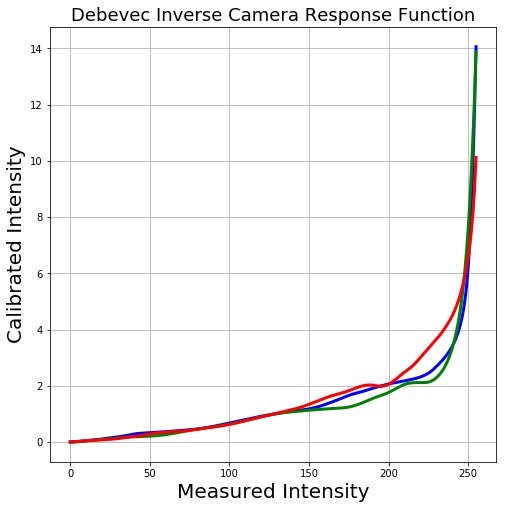 Debevec Inverse Camera Response Function
Calibrated Intensity
14
12
10
8
6
4
2
0
0 50 100 150 200 250
Measured Intensity